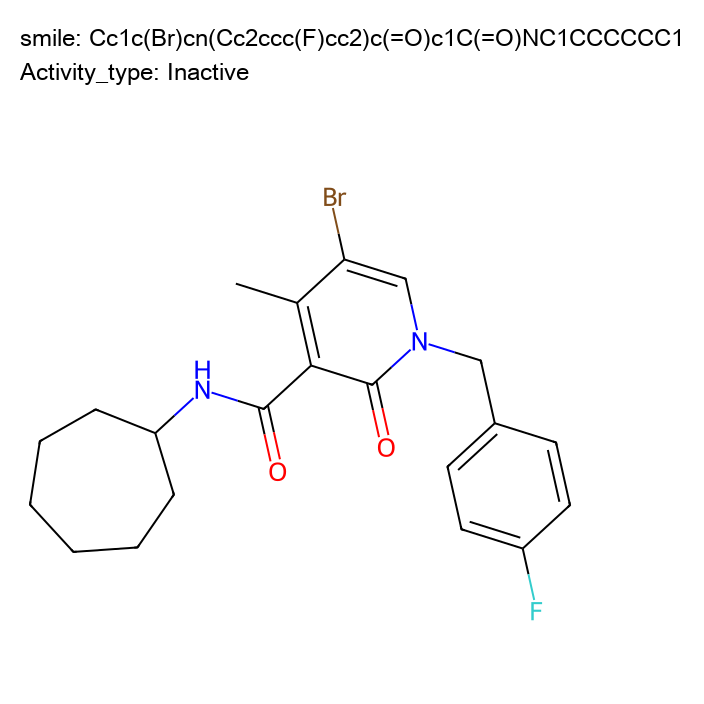 smile: Cc1c(Br)cn(Cc2ccc(F)cc2)c(=O)c1C(=O)NC1CCCCCC1
Activity_type: Inactive
Br
N
H
N
O
O
F